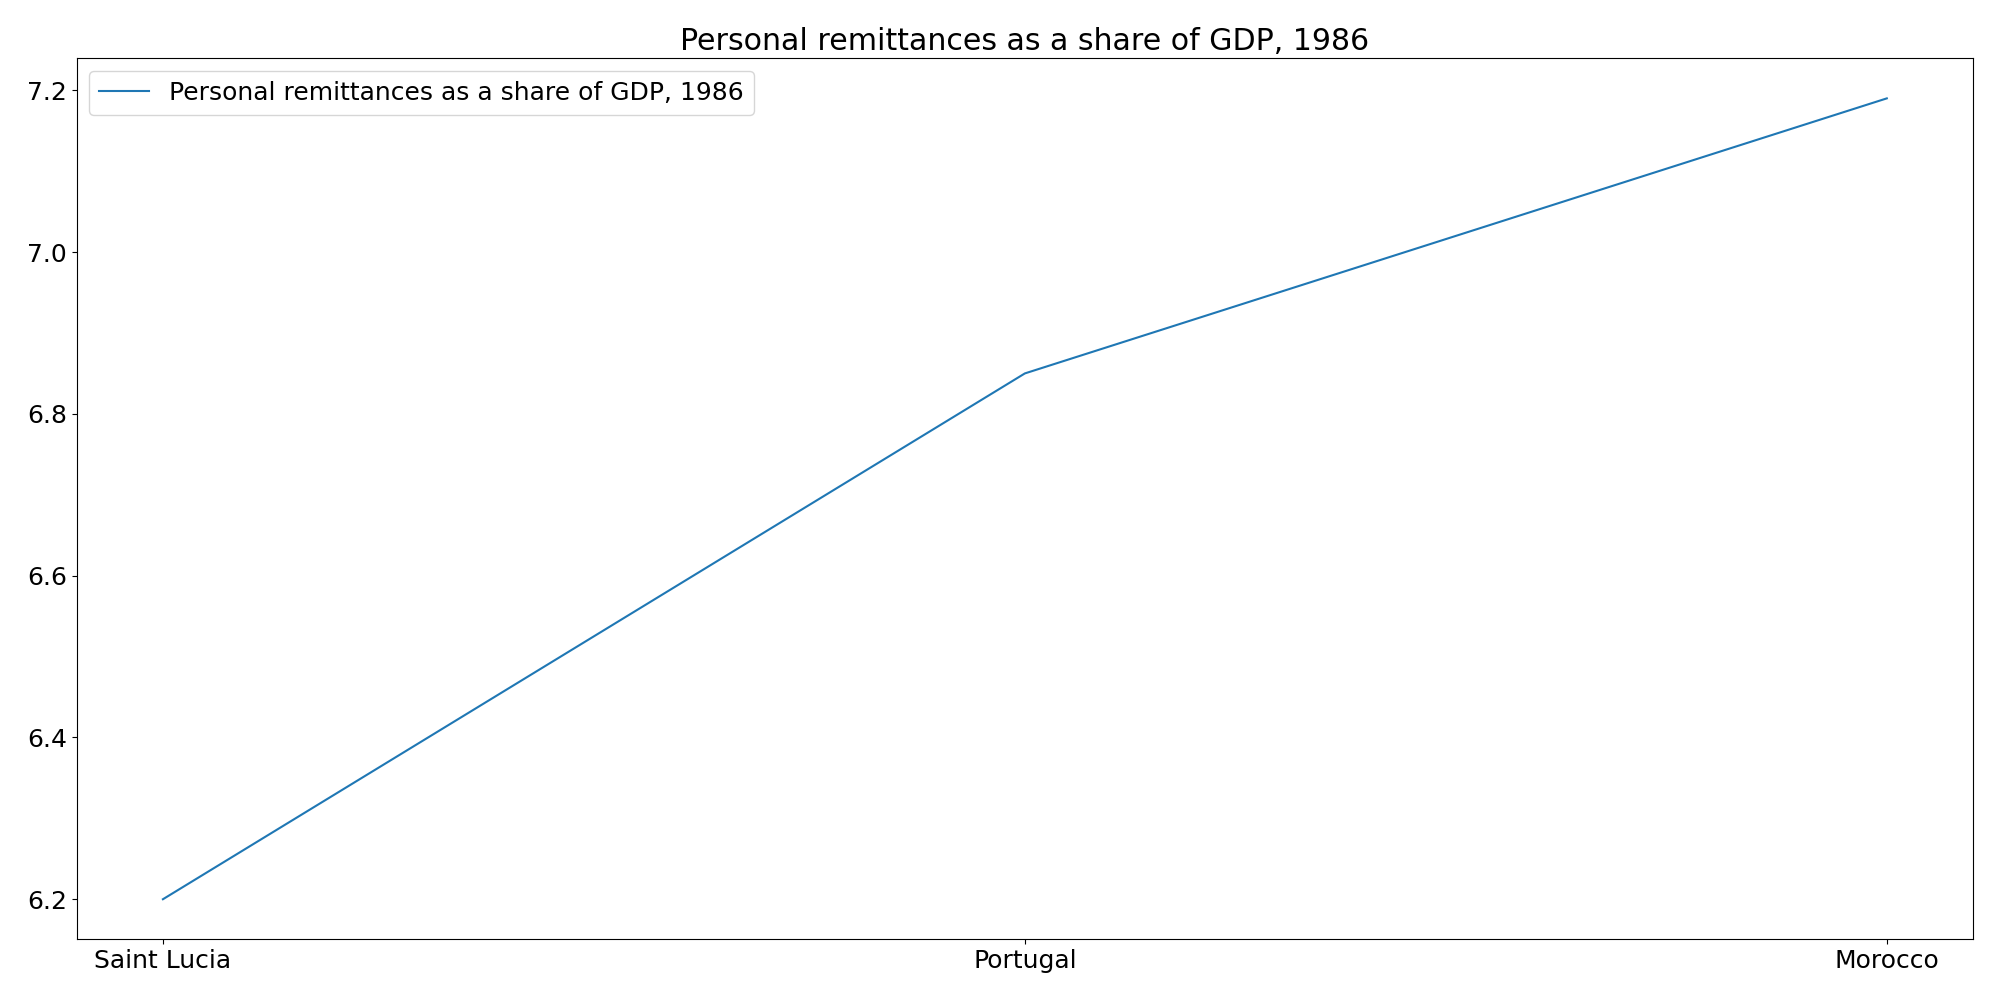 Personal remittances as a share of GDP, 1986
Personal remittances as a share of GDP, 1986
7.2
7.0
6.8
6.6
6.4
6.2
Saint Lucia Portugal Morocco